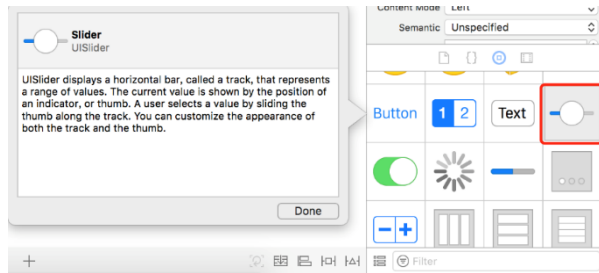 Content Mode Left
Semantic Unspecified
Slider
UISlider
UISlider displays a horizontal bar, called a track, that represents
a range of values. The current value is shown by the position of
an indicator, or thumb. A user selects a value by sliding the
thumb along the track. You can customize the appearance of
both the track and the thumb.
Done
Button
1 2
Text
Filter